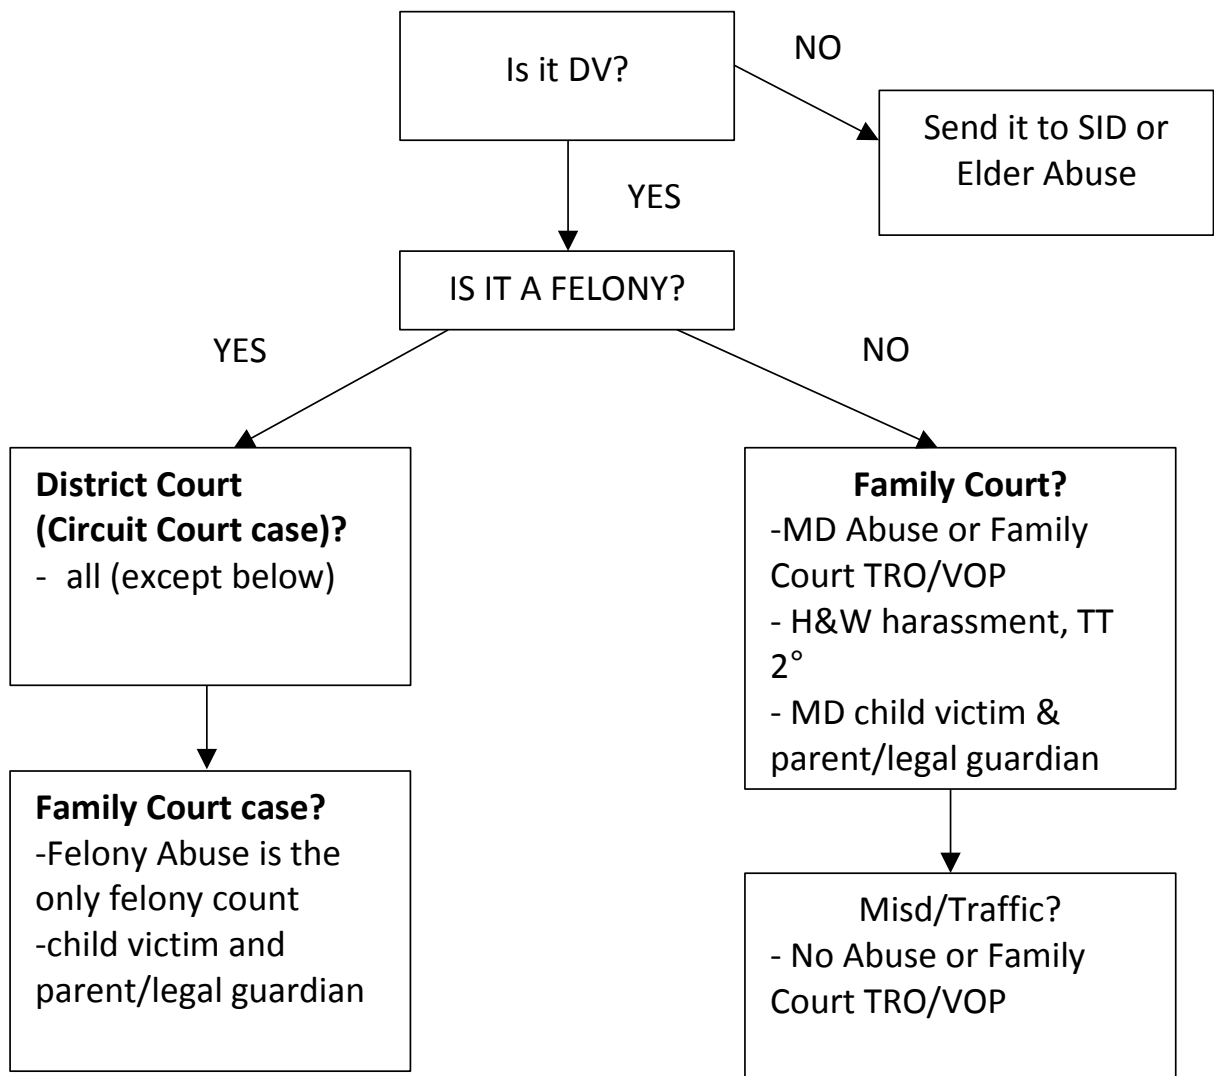 Is it DV?
NO
Send it to SID or
Elder Abuse
YES
IS IT A FELONY?
YES
NO
District Court
(Circuit Court case)?
- all (except below)
Family Court?
-MD Abuse or Family
Court TRO/VOP
- H&W harassment, TT
2°
- MD child victim &
parent/legal guardian
Family Court case?
-Felony Abuse is the
only felony count
-child victim and
parent/legal guardian
Misd/Traffic?
- No Abuse or Family
Court TRO/VOP